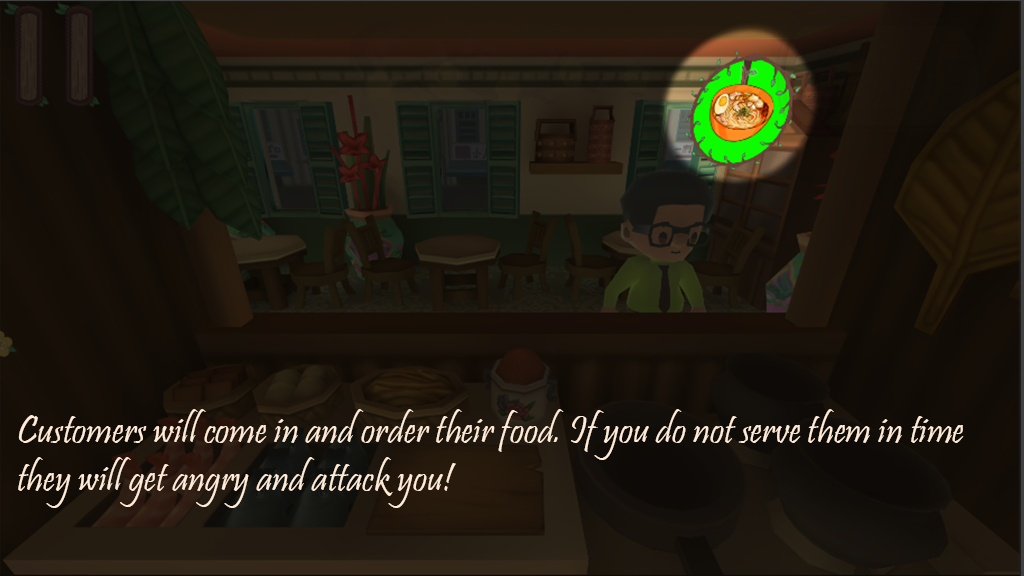 Customers will come in and order their food. If you do not serve them in time
they will get angry and attack you!